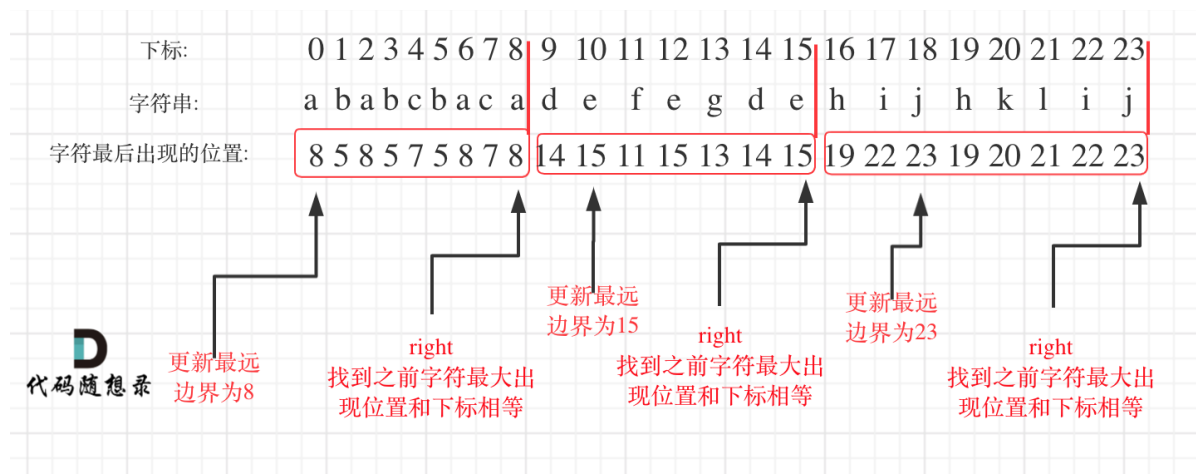 下标: 0 1 2 3 4 5 6 7 8 9 10 11 12 13 14 15 16 17 18 19 20 21 22 23
字符串: a b a b c b a c a d e f e g d e h i j h k l i j
字符最后出现的位置: 8 5 8 5 7 5 8 7 8 14 15 11 15 13 14 15 19 22 23 19 20 21 22 23
更新最远
边界为8
right
找到之前字符最大出
现位置和下标相等
更新最远
边界为15
right
找到之前字符最大出
现位置和下标相等
更新最远
边界为23
right
找到之前字符最大出
现位置和下标相等
代码随想录